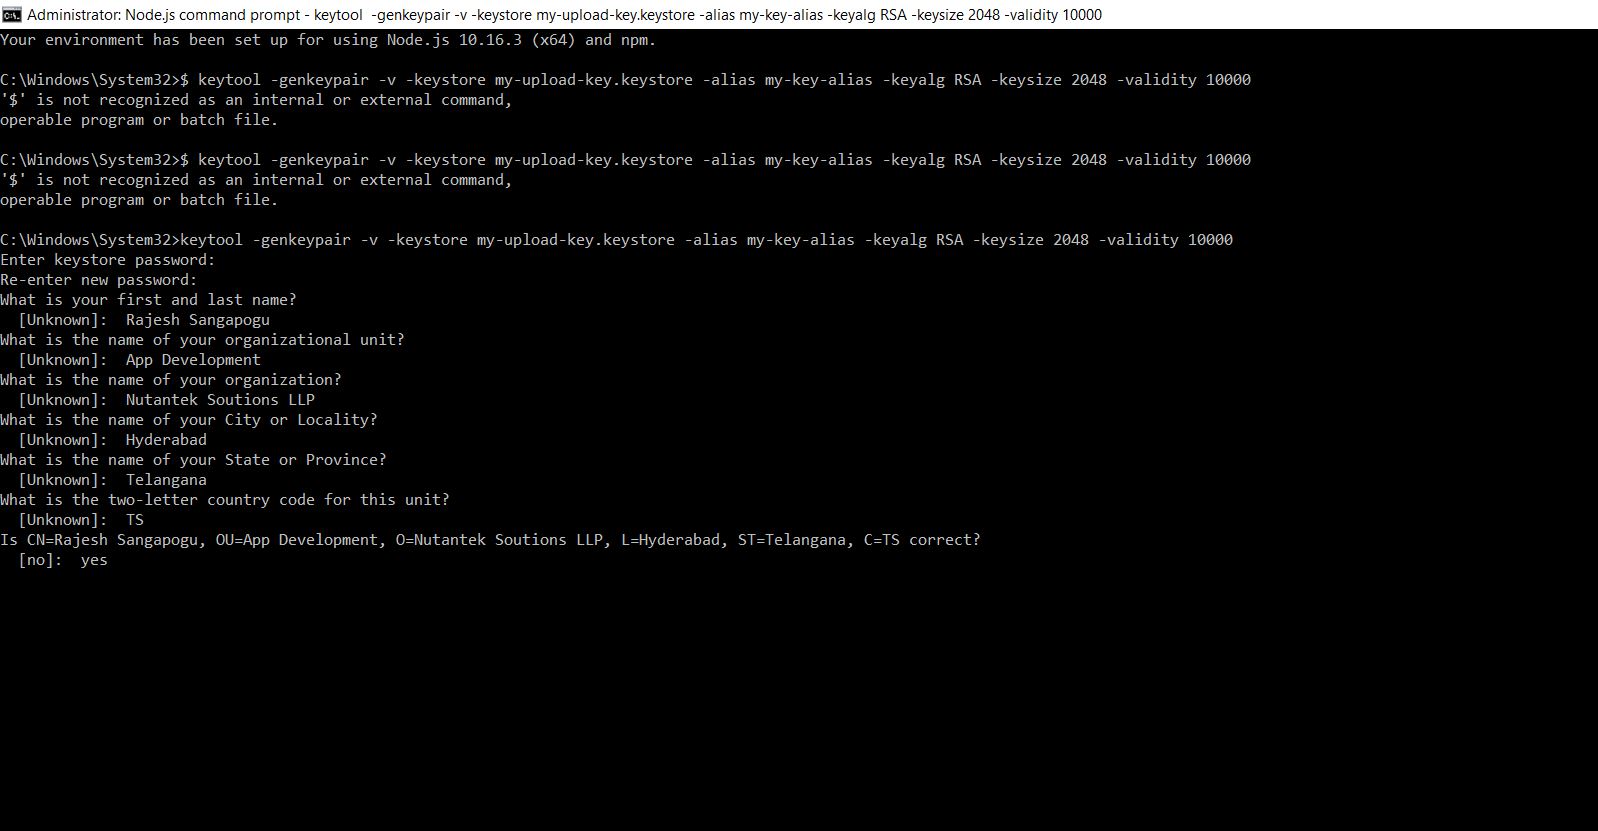 Administrator: Node.js command prompt - keytool  -genkeypair -v -keystore my-upload-key.keystore -alias my-key-alias -keyalg RSA -keysize 2048 -validity 10000
Your environment has been set up for using Node.js 10.16.3 (x64) and npm.
C:\Windows\System32>$ keytool -genkeypair -v -keystore my-upload-key.keystore -alias my-key-alias -keyalg RSA -keysize 2048 -validity 10000
'$' is not recognized as an internal or external command,
operable program or batch file.
C:\Windows\System32>$ keytool -genkeypair -v -keystore my-upload-key.keystore -alias my-key-alias -keyalg RSA -keysize 2048 -validity 10000
'$' is not recognized as an internal or external command,
operable program or batch file.
C:\Windows\System32>keytool -genkeypair -v -keystore my-upload-key.keystore -alias my-key-alias -keyalg RSA -keysize 2048 -validity 10000
Enter keystore password:
Re-enter new password:
What is your first and last name?
  [Unknown]:  Rajesh Sangapogu
What is the name of your organizational unit?
  [Unknown]:  App Development
What is the name of your organization?
  [Unknown]:  Nutantek Soutions LLP
What is the name of your City or Locality?
  [Unknown]:  Hyderabad
What is the name of your State or Province?
  [Unknown]:  Telangana
What is the two-letter country code for this unit?
  [Unknown]:  TS
Is CN=Rajesh Sangapogu, OU=App Development, O=Nutantek Soutions LLP, L=Hyderabad, ST=Telangana, C=TS correct?
  [no]:  yes